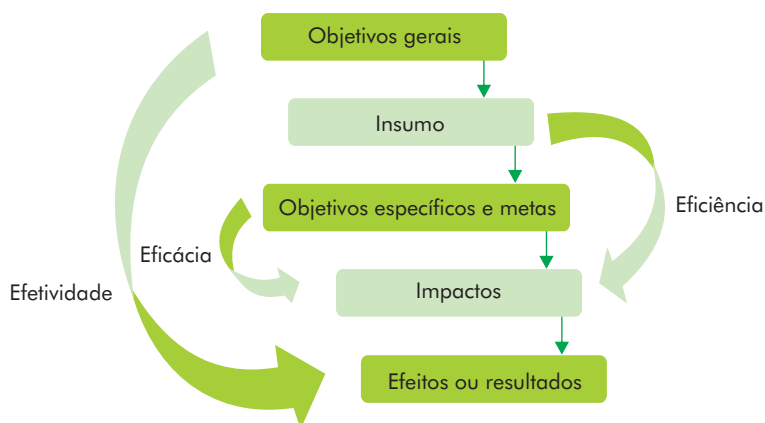 Objetivos gerais
Insumo
Objetivos específicos e metas
Eficiência
Eficácia
Impactos
Efetividade
Efeitos ou resultados